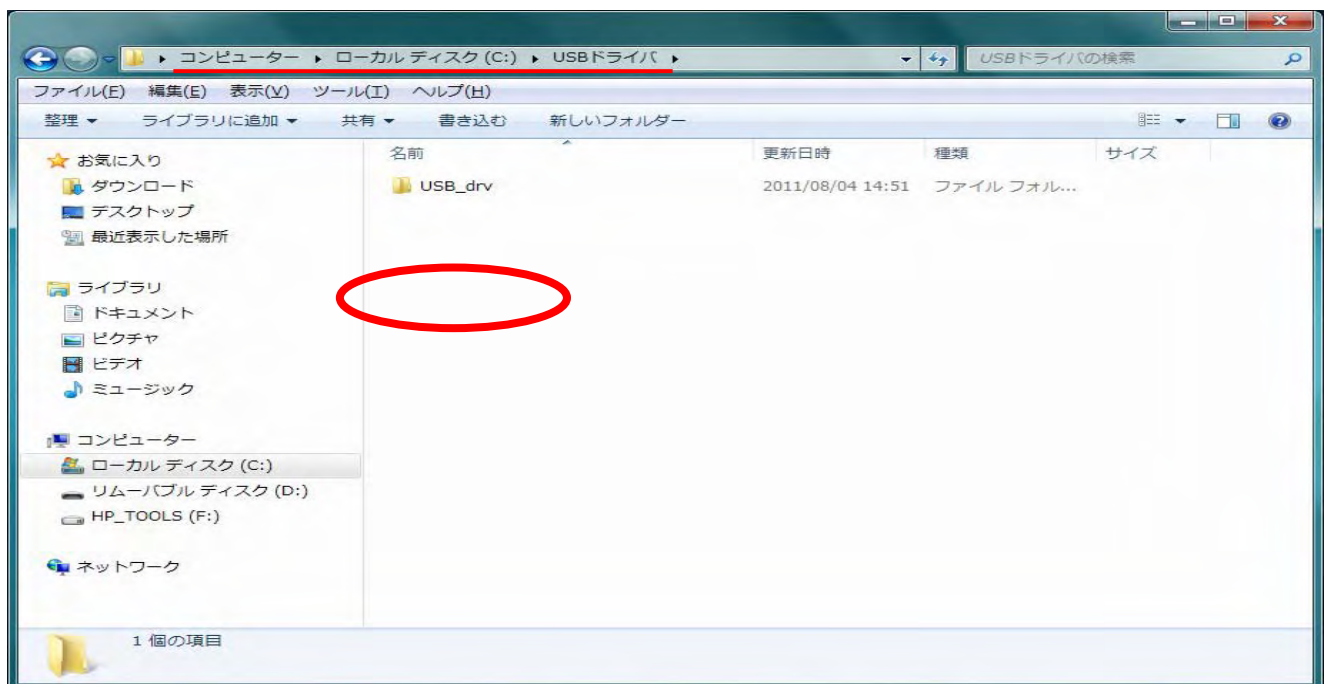 コンピューター ▸ ローカル ディスク (C:) ▸ USBドライバ ▸ USBドライバの検索
ファイル(F) 編集(E) 表示(V) ツール(T) ヘルプ(H)
整理 ライブラリに追加 共有 書き込む 新しいフォルダー
名前 更新日時 種類 サイズ
USB_drv 2011/08/04 14:51 ファイル フォル...
お気に入り
ダウンロード
デスクトップ
最近表示した場所
ライブラリ
ドキュメント
ピクチャ
ビデオ
ミュージック
コンピューター
ローカル ディスク (C:)
リムーバブル ディスク (D:)
HP_TOOLS (F:)
ネットワーク
1 個の項目